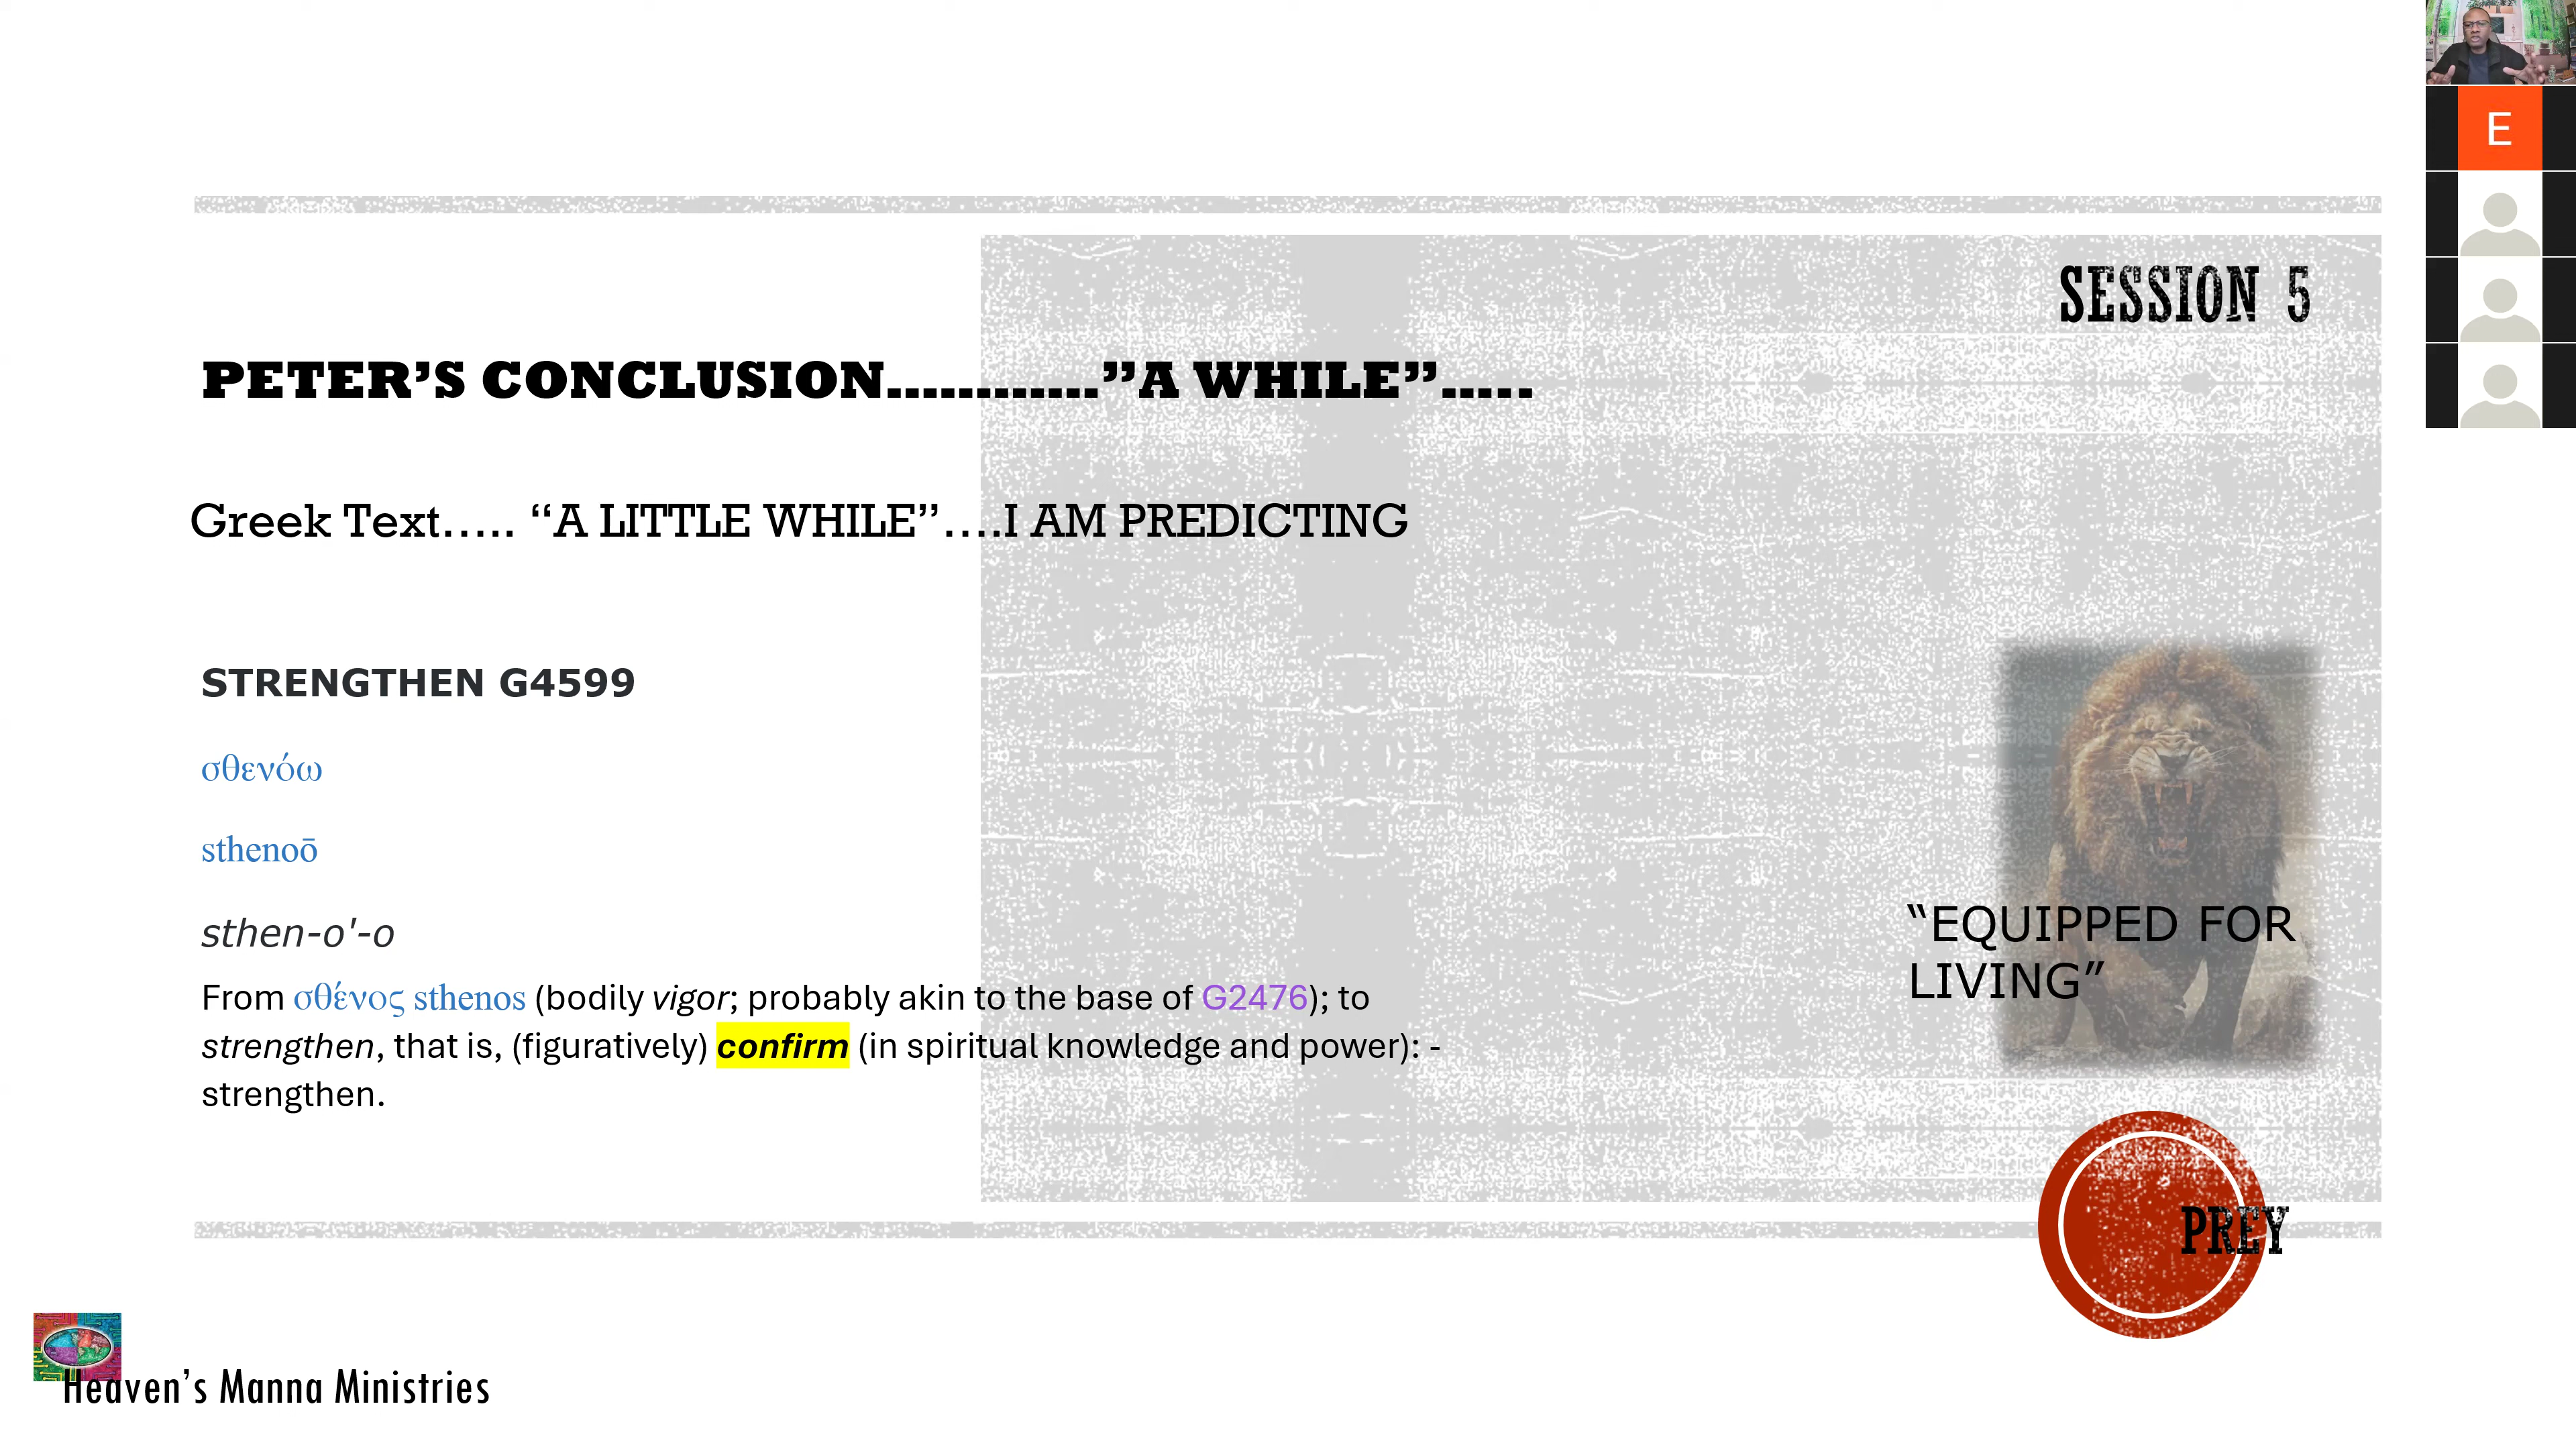 E
SESSION 5
PETER’S CONCLUSION............”A WHILE”.....
Greek Text..... “A LITTLE WHILE”....I AM PREDICTING
STRENGTHEN G4599
σθενόω
sthenoō
sthen-o'-o
From σθένος sthenos (bodily vigor; probably akin to the base of G2476); to
strengthen, that is, (figuratively) confirm (in spiritual knowledge and power): -
strengthen.
“EQUIPPED FOR
LIVING”
PREY
Heaven’s Manna Ministries